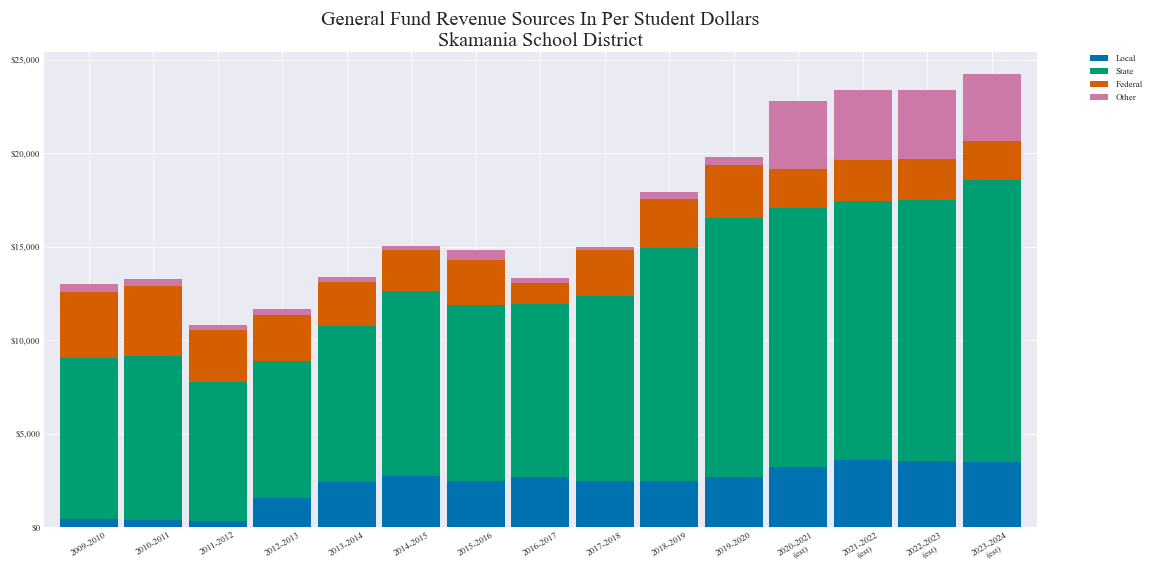 General Fund Revenue Sources In Per Student Dollars
Skamania School District
$25,000
$20,000
$15,000
$10,000
$5,000
$0
2009-2010
2010-2011
2011-2012
2012-2013
2013-2014
2014-2015
2015-2016
2016-2017
2017-2018
2018-2019
2019-2020
2020-2021
(est)
2021-2022
(est)
2022-2023
(est)
2023-2024
(est)
Local
State
Federal
Other